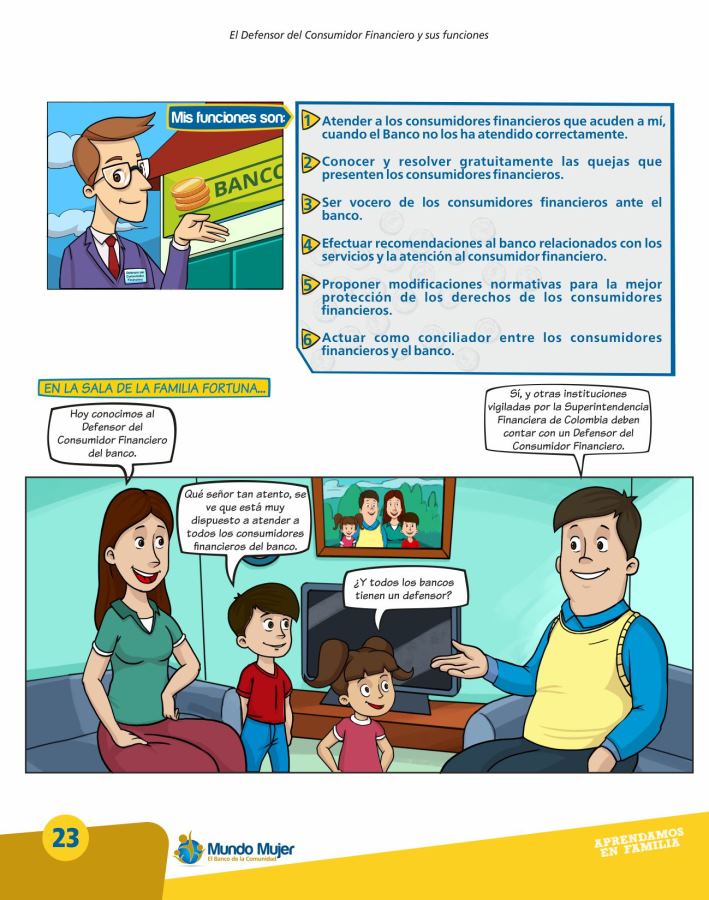 El Defensor del Consumidor Financiero y sus funciones
Mis funciones son:
BANCO
Defensor del
Consumidor
Financiero
1 Atender a los consumidores financieros que acuden a mí,
cuando el Banco no los ha atendido correctamente.
2 Conocer y resolver gratuitamente las quejas que
presenten los consumidores financieros.
3 Ser vocero de los consumidores financieros ante el
banco.
4 Efectuar recomendaciones al banco relacionados con los
servicios y la atención al consumidor financiero.
5 Proponer modificaciones normativas para la mejor
protección de los derechos de los consumidores
financieros.
6 Actuar como conciliador entre los consumidores
financieros y el banco.
EN LA SALA DE LA FAMILIA FORTUNA...
Hoy conocimos al
Defensor del
Consumidor Financiero
del banco.
Qué señor tan atento, se
ve que está muy
dispuesto a atender a
todos los consumidores
financieros del banco.
¿Y todos los bancos
tienen un defensor?
Sí, y otras instituciones
vigiladas por la Superintendencia
Financiera de Colombia deben
contar con un Defensor del
Consumidor Financiero.
23
Mundo Mujer
El Banco de la Comunidad
APRENDAMOS
EN FAMILIA